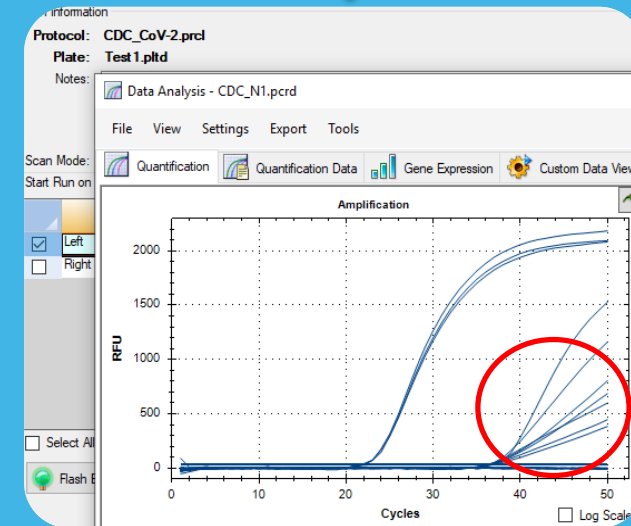 Protocol: CDC_CoV-2.prcl
Plate: Test1.pltd
Notes:
Data Analysis - CDC_N1.pcrd
File View Settings Export Tools
Scan Mode:
Quantification Quantification Data Gene Expression Custom Data View
Start Run on
Amplification
Left
Right
2000
1500
1000
500
0
RFU
0 10 20 30 40 50
Cycles
Log Scale
Select All
Flash